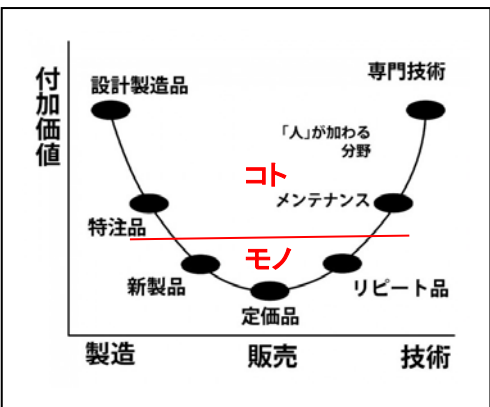 付加価値
設計製造品
専門技術
「人」が加わる
分野
コト
メンテナンス
特注品
モノ
新製品
リピート品
定価品
製造
販売
技術